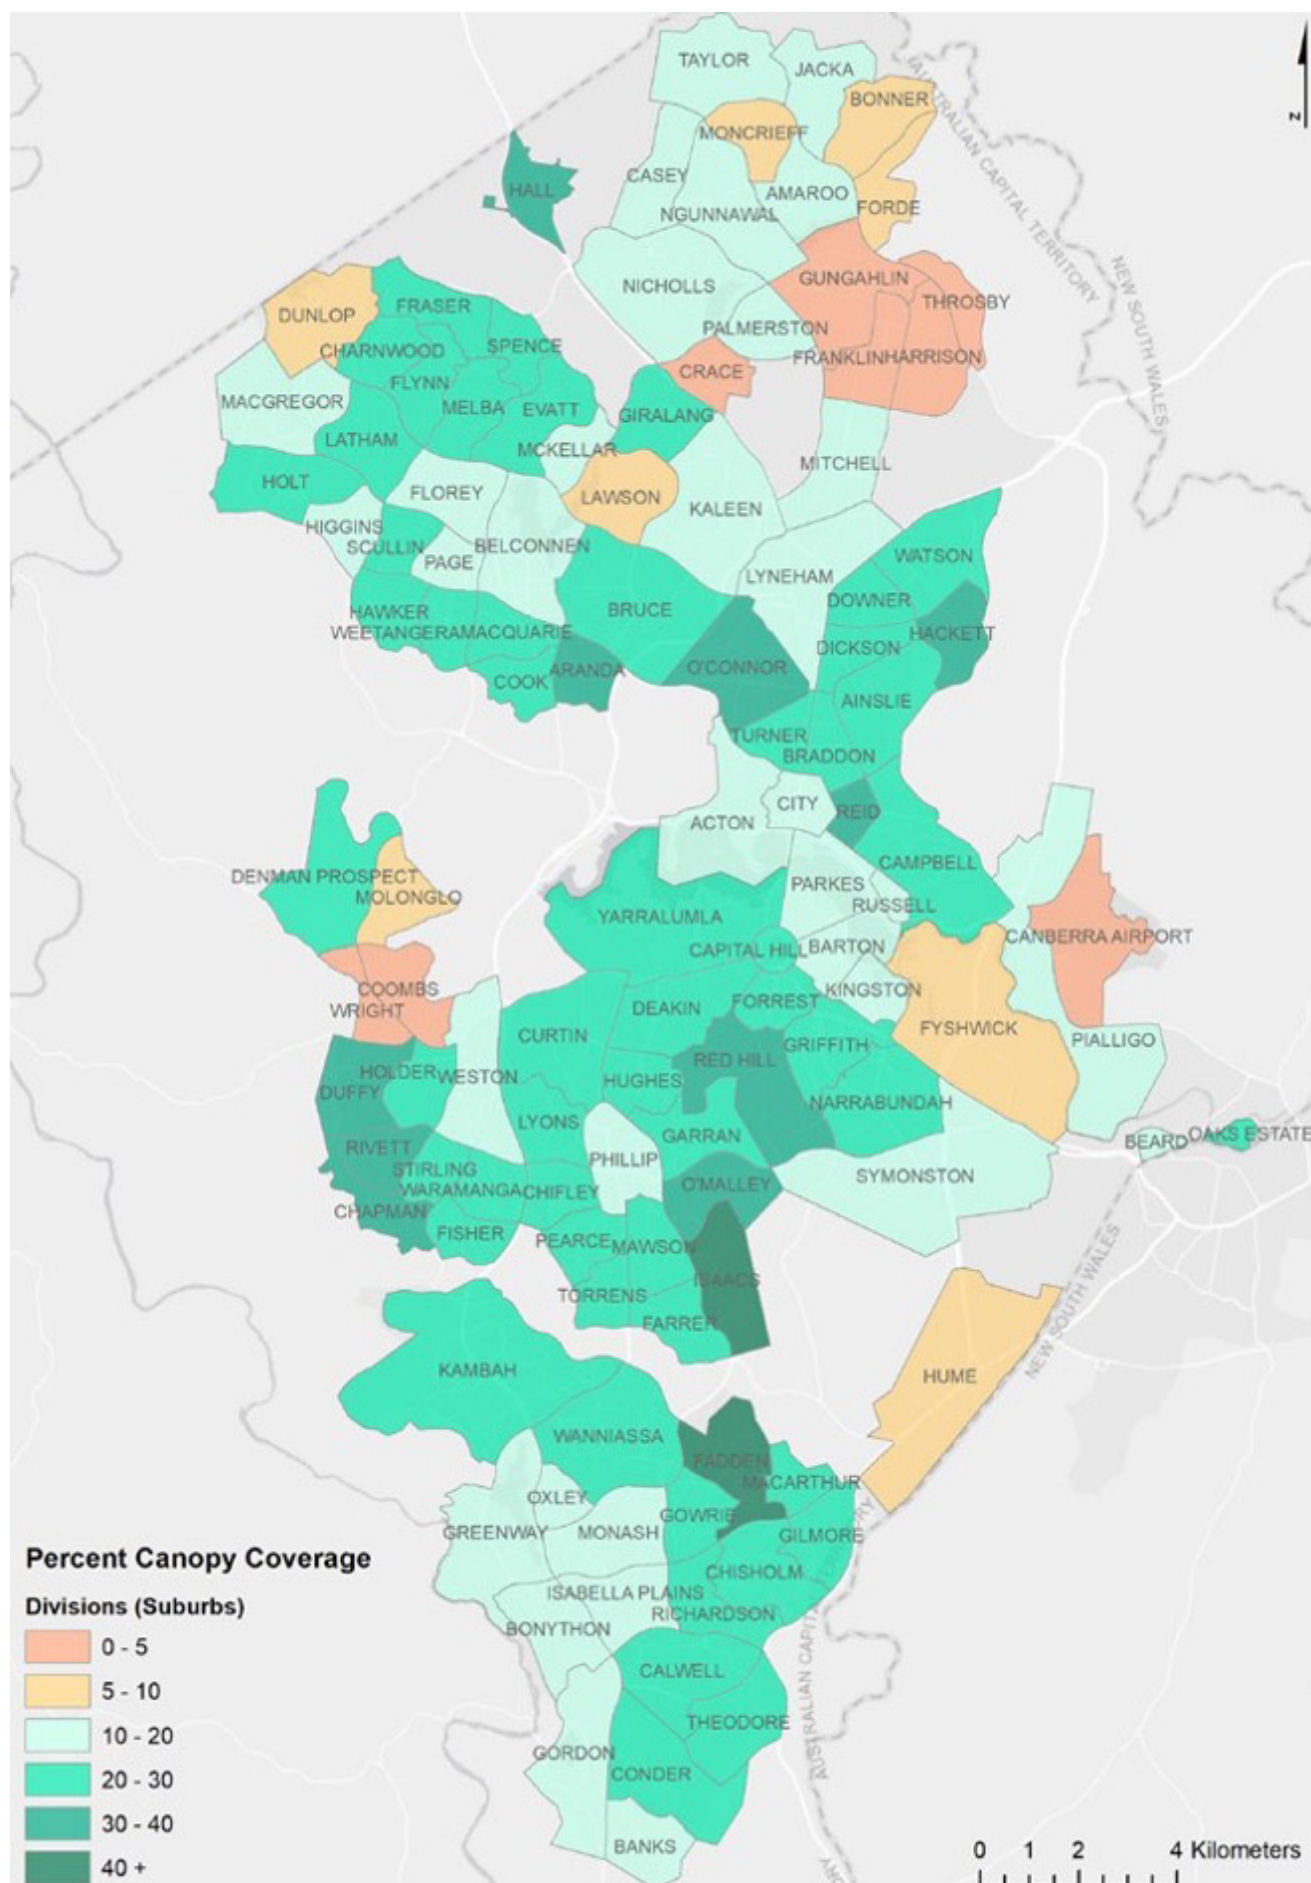 TAYLOR
JACKA
BONNER
MONCRIEFF
CASEY
AMAROO
NGUNNAWAL
FORDE
HALL
AUSTRALIAN CAPITAL TERRITORY
NEW SOUTH WALES
N
NICHOLLS
GUNGAHLIN
THROSBY
PALMERSTON
FRANKLIN
HARRISON
CRACE
DUNLOP
FRASER
CHARNWOOD
SPENCE
FLYNN
MACGREGOR
MELBA
EVATT
GIRALANG
LATHAM
MCKELLAR
MITCHELL
HOLT
FLOREY
LAWSON
KALEEN
HIGGINS
SCULLIN
BELCONNEN
PAGE
WATSON
LYNEHAM
DOWNER
HAWKER
BRUCE
WEETANGERA
MACQUARIE
HACKETT
DICKSON
ARANDA
O'CONNOR
COOK
AINSLIE
TURNER
BRADDON
CITY
REID
ACTON
CAMPBELL
DENMAN PROSPECT
PARKES
MOLONGLO
RUSSELL
YARRALUMLA
CANBERRA AIRPORT
CAPITAL HILL
BARTON
COOMBS
KINGSTON
WRIGHT
DEAKIN
FORREST
FYSHWICK
CURTIN
PIALLIGO
GRIFFITH
RED HILL
HOLDER
WESTON
HUGHES
DUFFY
NARRABUNDAH
LYONS
GARRAN
BEARD
OAKS ESTATE
RIVETT
PHILLIP
STIRLING
SYMONSTON
WARAMANGA
CHIFLEY
O'MALLEY
CHAPMAN
FISHER
PEARCE
MAWSON
ISAACS
TORRENS
FARRER
NEW SOUTH WALES
KAMBAH
HUME
WANNIASSA
FADDEN
MACARTHUR
OXLEY
GOWRIE
GREENWAY
MONASH
GILMORE
CHISHOLM
ISABELLA PLAINS
RICHARDSON
BONYTHON
CALWELL
THEODORE
GORDON
CONDER
BANKS
AUSTRALIAN CAPITAL TERRITORY
Percent Canopy Coverage
Divisions (Suburbs)
0 - 5
5 - 10
10 - 20
20 - 30
30 - 40
40 +
0 1 2 4 Kilometers